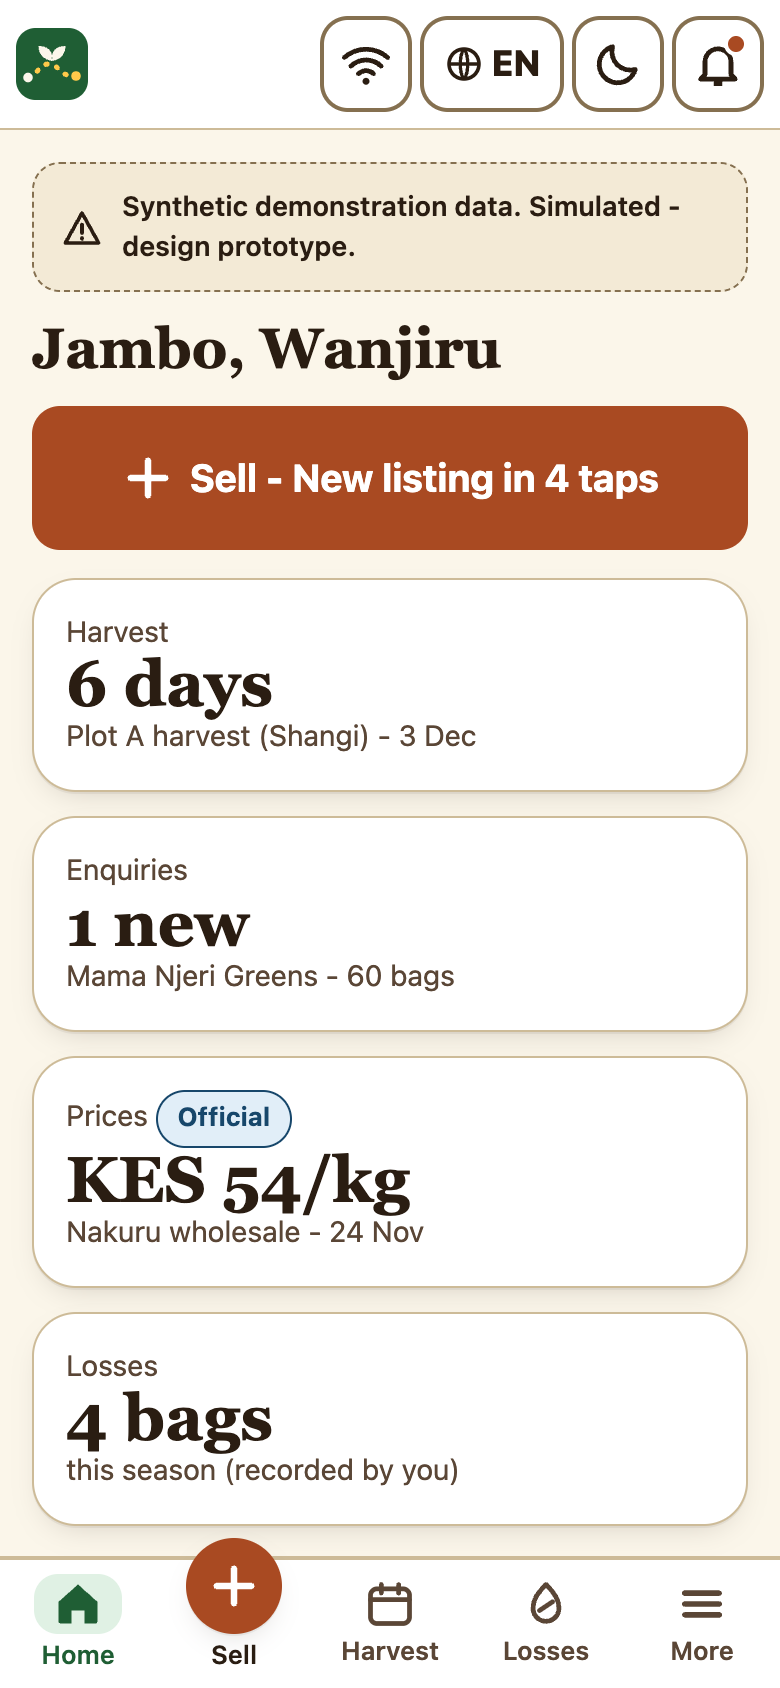 EN
Synthetic demonstration data. Simulated -
design prototype.
Jambo, Wanjiru
Sell - New listing in 4 taps
Harvest
6 days
Plot A harvest (Shangi) - 3 Dec
Enquiries
1 new
Mama Njeri Greens - 60 bags
Prices Official
KES 54/kg
Nakuru wholesale - 24 Nov
Losses
4 bags
this season (recorded by you)
Home Sell Harvest Losses More